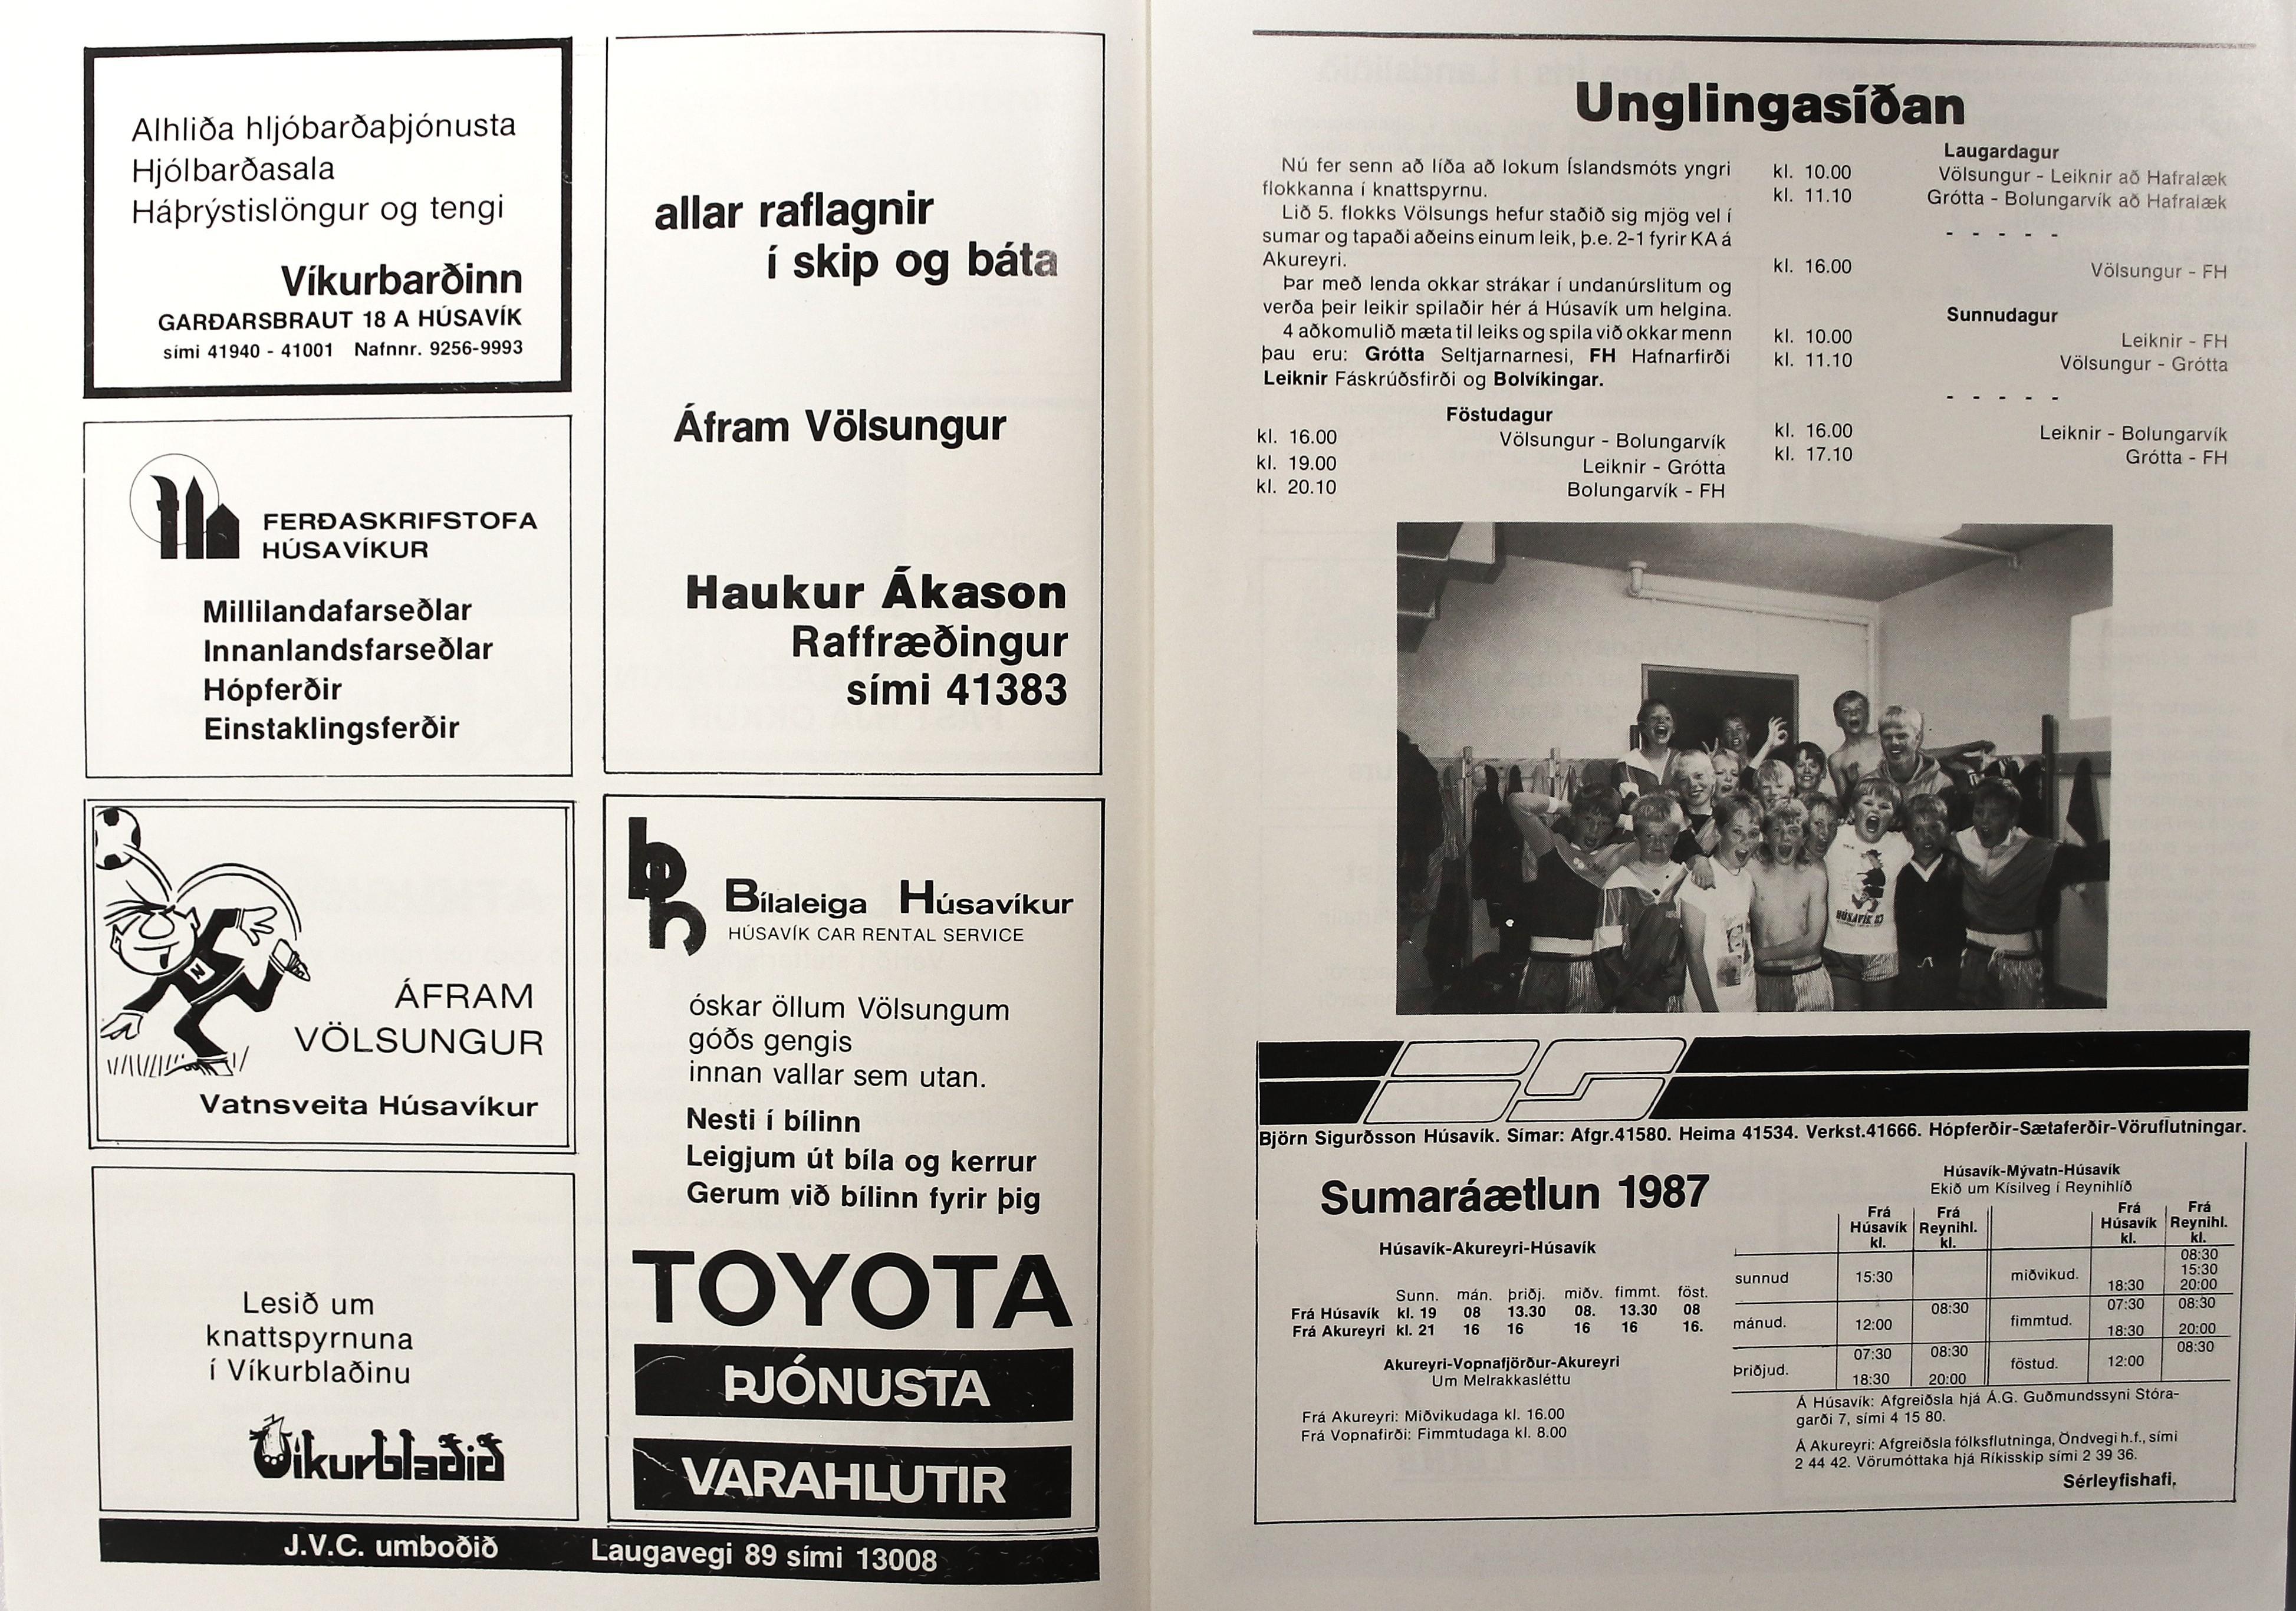 Alhliða hljóbarðaþjónusta
Hjólbarðasala
Háþrýstislöngur og tengi
Víkurbarðinn
GARÐARSBRAUT 18 A HÚSAVÍK
sími 41940 - 41001 Nafnnr. 9256-9993
FERÐASKRIFSTOFA
HÚSAVÍKUR
Millilandafarseðlar
Innanlandsfarseðlar
Hópferðir
Einstaklingsferðir
ÁFRAM
VÖLSUNGUR
Vatnsveita Húsavíkur
Lesið um
knattspyrnuna
í Víkurblaðinu
Víkurblaðið
allar raflagnir
í skip og báta
Áfram Völsungur
Haukur Ákason
Raffræðingur
sími 41383
Bílaleiga Húsavíkur
HÚSAVÍK CAR RENTAL SERVICE
óskar öllum Völsungum
góðs gengis
innan vallar sem utan.
Nesti í bílinn
Leigjum út bíla og kerrur
Gerum við bílinn fyrir þig
TOYOTA
ÞJÓNUSTA
VARAHLUTIR
J.V.C. umboðið Laugavegi 89 sími 13008
Unglingasíðan
Nú fer senn að líða að lokum Íslandsmóts yngri
flokkanna í knattspyrnu.
Lið 5. flokks Völsungs hefur staðið sig mjög vel í
sumar og tapaði aðeins einum leik, þ.e. 2-1 fyrir KA á
Akureyri.
Þar með lenda okkar strákar í undanúrslitum og
verða þeir leikir spilaðir hér á Húsavík um helgina.
4 aðkomulið mæta til leiks og spila við okkar menn
þau eru: Grótta Seltjarnarnesi, FH Hafnarfirði
Leiknir Fáskrúðsfirði og Bolvíkingar.
Föstudagur
kl. 16.00 Völsungur - Bolungarvík
kl. 19.00 Leiknir - Grótta
kl. 20.10 Bolungarvík - FH
Laugardagur
kl. 10.00 Völsungur - Leiknir að Hafralæk
kl. 11.10 Grótta - Bolungarvík að Hafralæk
- - - - -
kl. 16.00 Völsungur - FH
Sunnudagur
kl. 10.00 Leiknir - FH
kl. 11.10 Völsungur - Grótta
- - - - -
kl. 16.00 Leiknir - Bolungarvík
kl. 17.10 Grótta - FH
HÚSAVÍK 87
Björn Sigurðsson Húsavík. Símar: Afgr.41580. Heima 41534. Verkst.41666. Hópferðir-Sætaferðir-Vöruflutningar.
Sumaráætlun 1987
Húsavík-Akureyri-Húsavík
Sunn. mán. þriðj. miðv. fimmt. föst.
Frá Húsavík kl. 19 08 13.30 08. 13.30 08
Frá Akureyri kl. 21 16 16 16 16 16.
Akureyri-Vopnafjörður-Akureyri
Um Melrakkasléttu
Frá Akureyri: Miðvikudaga kl. 16.00
Frá Vopnafirði: Fimmtudaga kl. 8.00
Húsavík-Mývatn-Húsavík
Ekið um Kísilveg í Reynihlíð
Frá Frá Frá Frá
Húsavík Reynihl. Húsavík Reynihl.
kl. kl. kl. kl.
08:30
sunnud 15:30 miðvikud. 15:30
18:30 20:00
08:30 07:30 08:30
mánud. 12:00 fimmtud.
18:30 20:00
07:30 08:30 08:30
Þriðjud. föstud. 12:00
18:30 20:00
Á Húsavík: Afgreiðsla hjá Á.G. Guðmundssyni Stóra-
garði 7, sími 4 15 80.
Á Akureyri: Afgreiðsla fólksflutninga, Öndvegi h.f., sími
2 44 42. Vörumóttaka hjá Ríkisskip sími 2 39 36.
Sérleyfishafi.